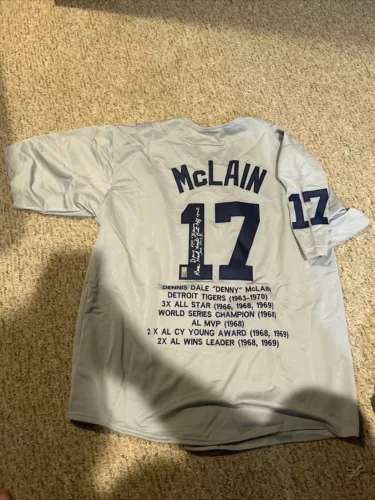 McLAIN
17
17
DENNIS DALE "DENNY" McLAIN
DETROIT TIGERS (1963-1970)
3X ALL STAR (1966, 1968, 1969)
WORLD SERIES CHAMPION (1968)
AL MVP (1968)
2 X AL CY YOUNG AWARD (1968, 1969)
2X AL WINS LEADER (1968, 1969)